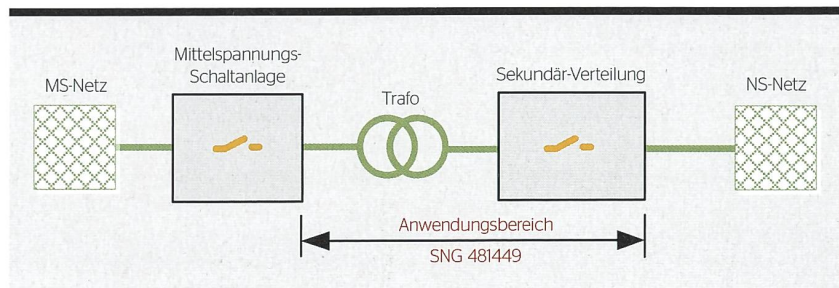 Mittelspannungs-
Schaltanlage
MS-Netz
Trafo
Sekundär-Verteilung
NS-Netz
Anwendungsbereich
SNG 481449